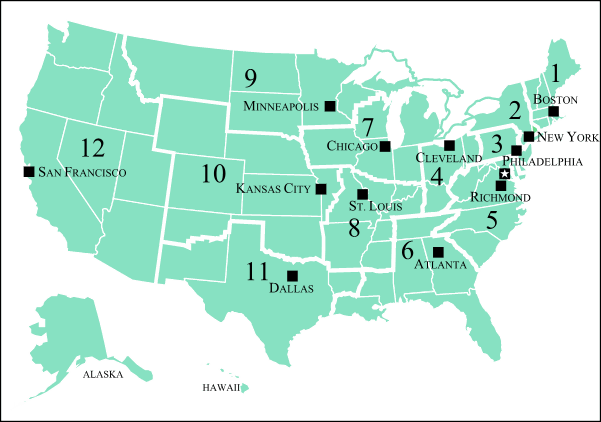 1
BOSTON
2
NEW YORK
3
PHILADELPHIA
9
MINNEAPOLIS
7
CHICAGO
CLEVELAND
4
12
SAN FRANCISCO
10
KANSAS CITY
ST. LOUIS
8
RICHMOND
5
6
ATLANTA
11
DALLAS
ALASKA
HAWAII